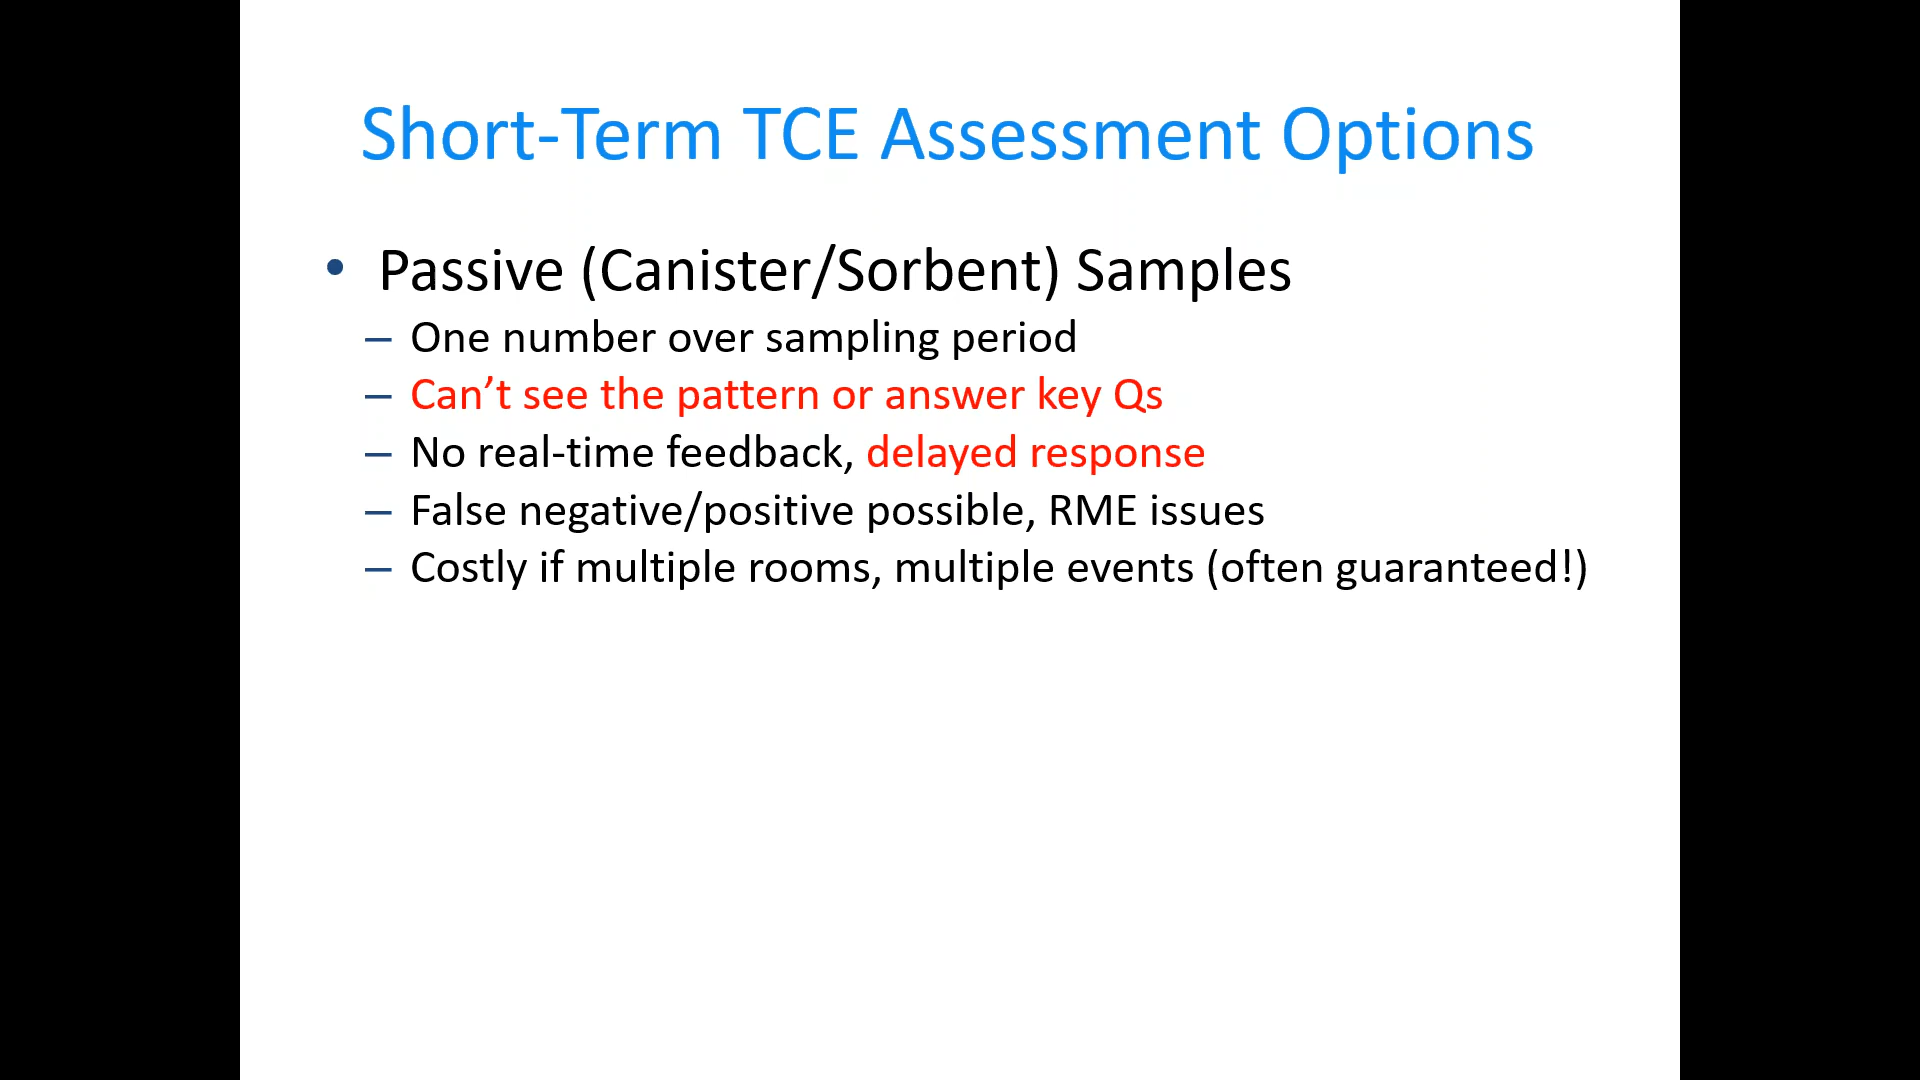 Short-Term TCE Assessment Options
• Passive (Canister/Sorbent) Samples
– One number over sampling period
– Can’t see the pattern or answer key Qs
– No real-time feedback, delayed response
– False negative/positive possible, RME issues
– Costly if multiple rooms, multiple events (often guaranteed!)